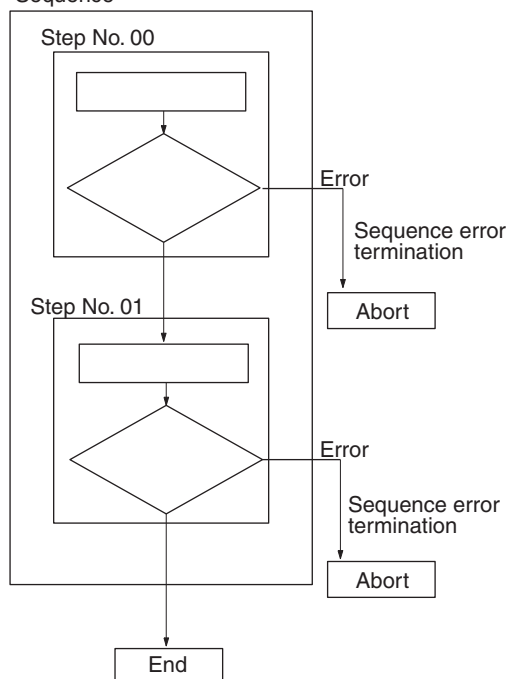 Sequence
Step No. 00
Error
Sequence error
termination
Abort
Step No. 01
Error
Sequence error
termination
Abort
End